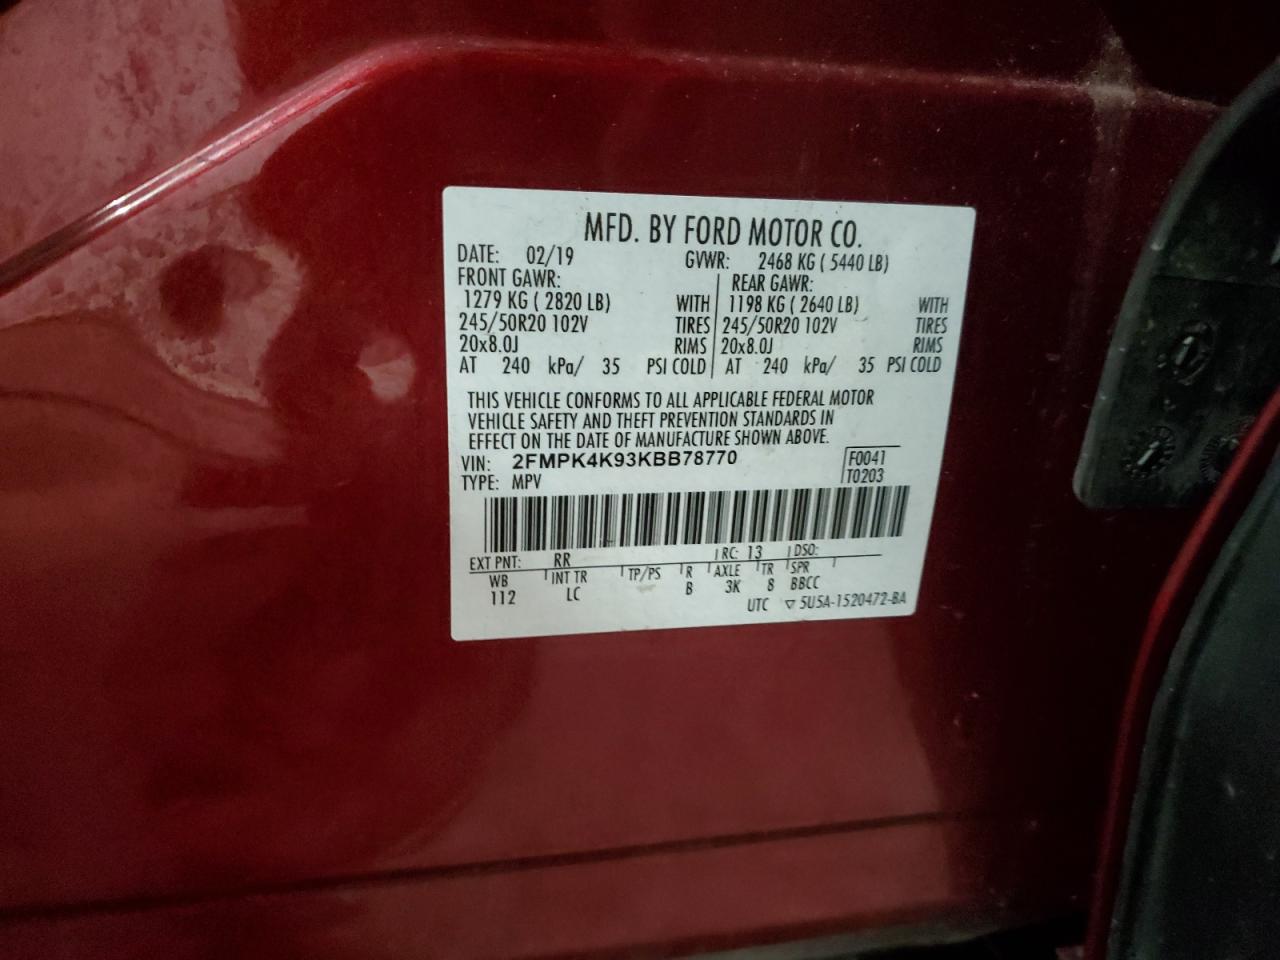 MFD. BY FORD MOTOR CO.
DATE: 02/19 GVWR: 2468 KG ( 5440 LB)
FRONT GAWR: REAR GAWR:
1279 KG ( 2820 LB) WITH 1198 KG ( 2640 LB) WITH
245/50R20 102V TIRES 245/50R20 102V TIRES
20x8.0J RIMS 20x8.0J RIMS
AT 240 kPa/ 35 PSI COLD AT 240 kPa/ 35 PSI COLD
THIS VEHICLE CONFORMS TO ALL APPLICABLE FEDERAL MOTOR
VEHICLE SAFETY AND THEFT PREVENTION STANDARDS IN
EFFECT ON THE DATE OF MANUFACTURE SHOWN ABOVE.
VIN: 2FMPK4K93KBB78770 F0041
TYPE: MPV T0203
EXT PNT: RR RC: 13 DSO:
WB INT TR TP/PS R AXLE TR SPR
112 LC B 3K 8 BBCC
UTC ▽ 5U5A-1520472-BA